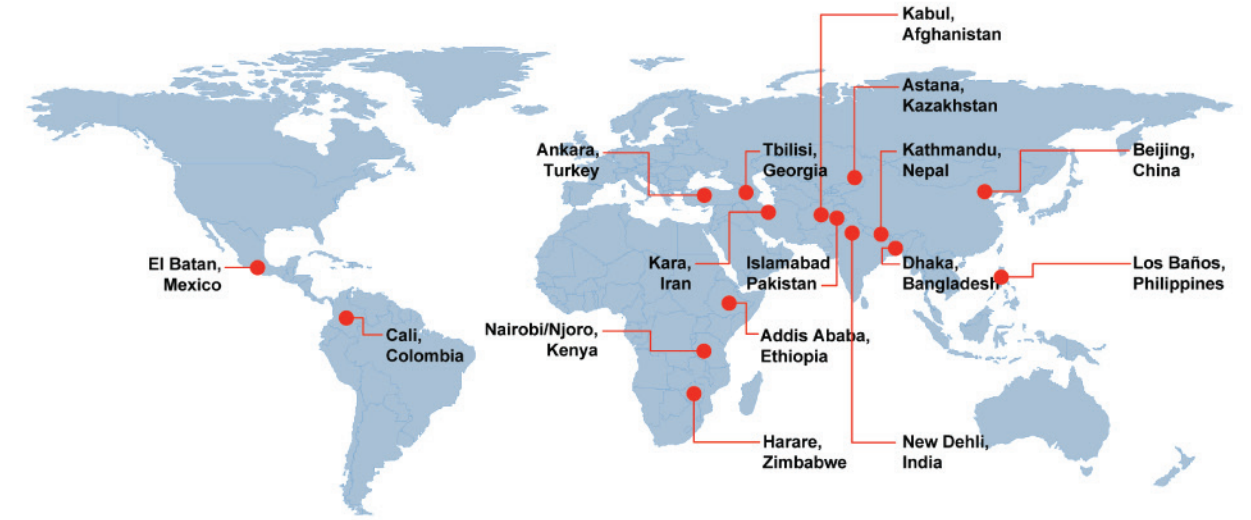 Kabul,
Afghanistan
Astana,
Kazakhstan
Ankara,
Turkey
Tbilisi,
Georgia
Kathmandu,
Nepal
Beijing,
China
El Batan,
Mexico
Kara,
Iran
Islamabad
Pakistan
Dhaka,
Bangladesh
Los Baños,
Philippines
Cali,
Colombia
Nairobi/Njoro,
Kenya
Addis Ababa,
Ethiopia
Harare,
Zimbabwe
New Dehli,
India